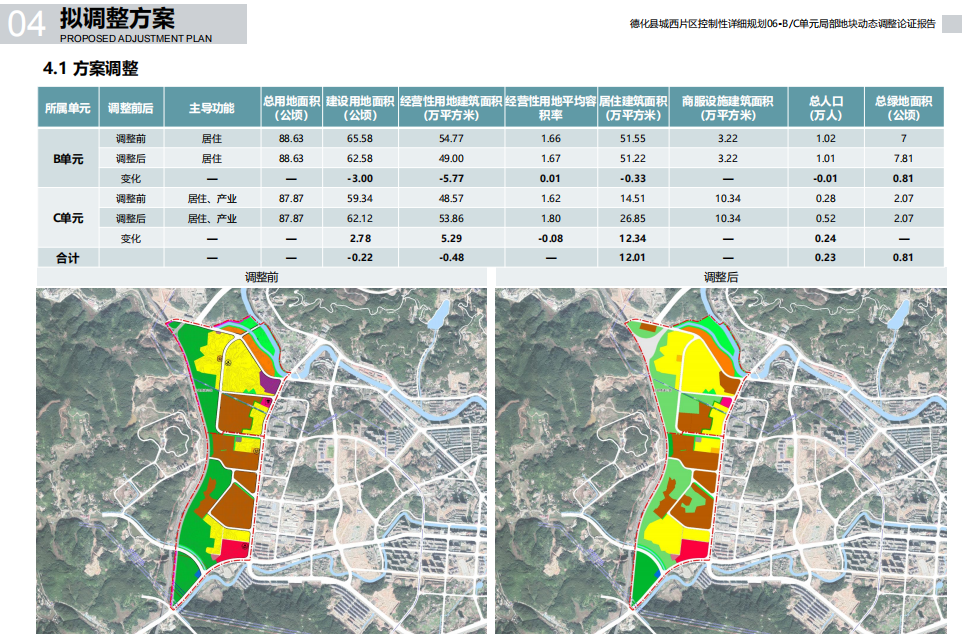 04
拟调整方案
PROPOSED ADJUSTMENT PLAN
德化县城西片区控制性详细规划06-B/C单元局部地块动态调整论证报告
4.1 方案调整
所属单元 调整前后 主导功能 总用地面积（公顷） 建设用地面积（公顷） 经营性用地建筑面积（万平方米） 经营性用地平均容积率 居住建筑面积（万平方米） 商服设施建筑面积（万平方米） 总人口（万人） 总绿地面积（公顷）
B单元 调整前 居住 88.63 65.58 54.77 1.66 51.55 3.22 1.02 7
调整后 居住 88.63 62.58 49.00 1.67 51.22 3.22 1.01 7.81
变化 — — -3.00 -5.77 0.01 -0.33 — -0.01 0.81
C单元 调整前 居住、产业 87.87 59.34 48.57 1.62 14.51 10.34 0.28 2.07
调整后 居住、产业 87.87 62.12 53.86 1.80 26.85 10.34 0.52 2.07
变化 — — 2.78 5.29 -0.08 12.34 — 0.24 —
合计 — — -0.22 -0.48 — 12.01 — 0.23 0.81
调整前 调整后